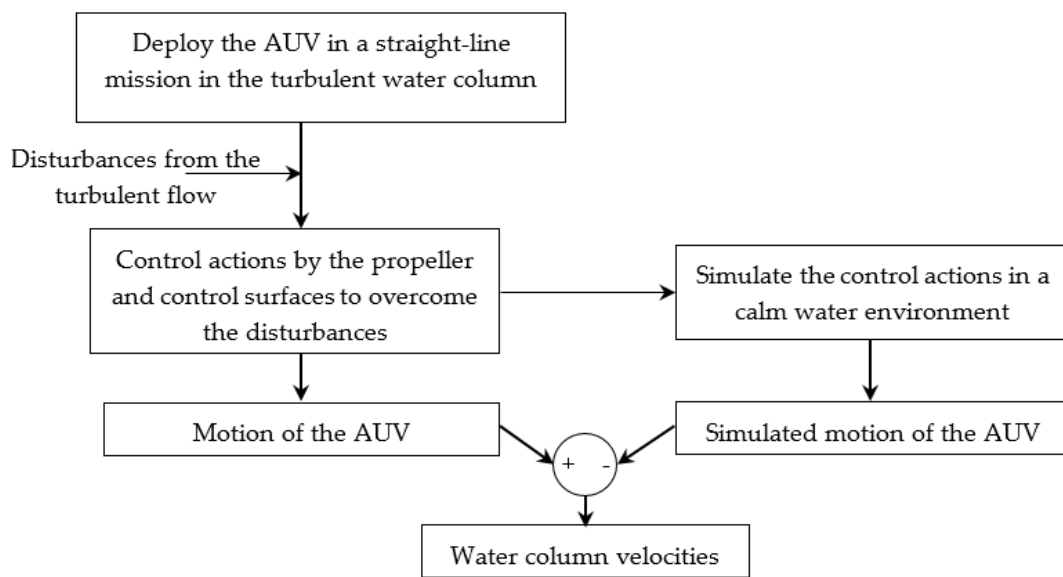 Deploy the AUV in a straight-line
mission in the turbulent water column
Disturbances from the
turbulent flow
Control actions by the propeller
and control surfaces to overcome
the disturbances
Simulate the control actions in a
calm water environment
Motion of the AUV
Simulated motion of the AUV
+ -
Water column velocities